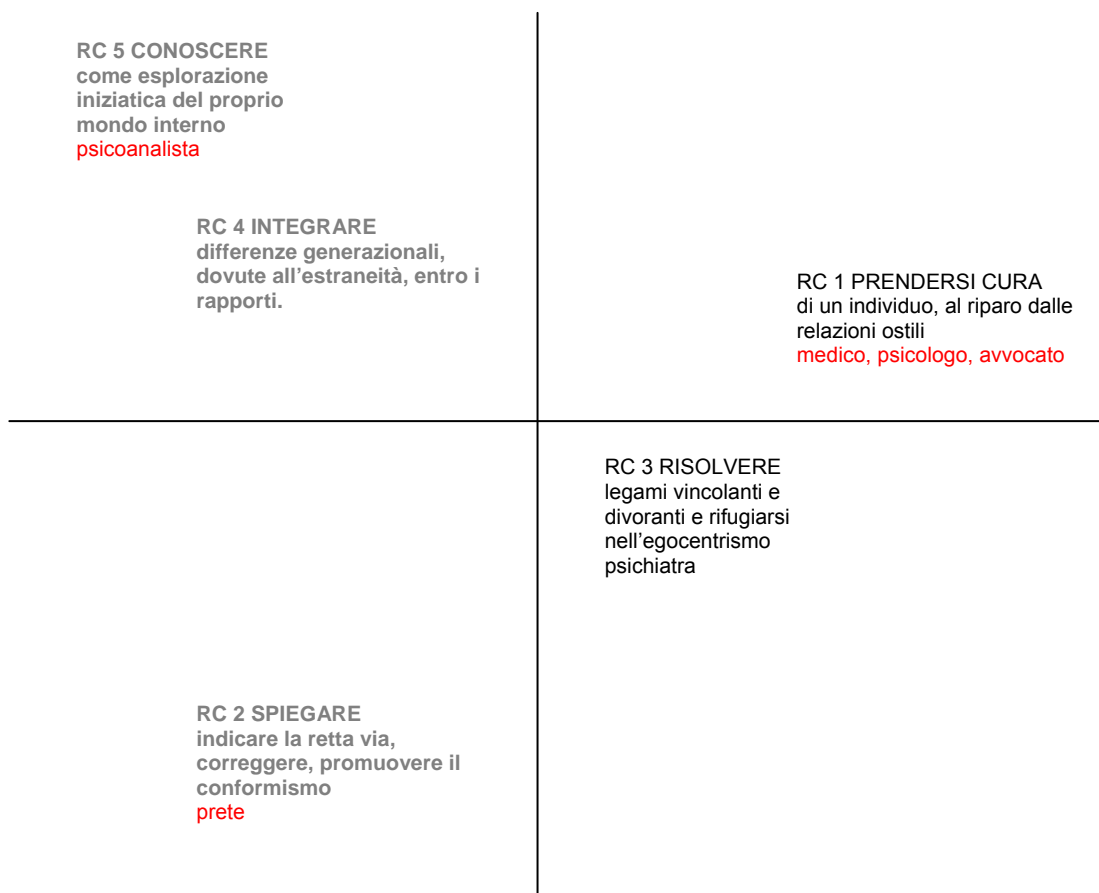 RC 5 CONOSCERE
come esplorazione
iniziatica del proprio
mondo interno
psicoanalista
RC 4 INTEGRARE
differenze generazionali,
dovute all’estraneità, entro i
rapporti.
RC 1 PRENDERSI CURA
di un individuo, al riparo dalle
relazioni ostili
medico, psicologo, avvocato
RC 3 RISOLVERE
legami vincolanti e
divoranti e rifugiarsi
nell’egocentrismo
psichiatra
RC 2 SPIEGARE
indicare la retta via,
correggere, promuovere il
conformismo
prete